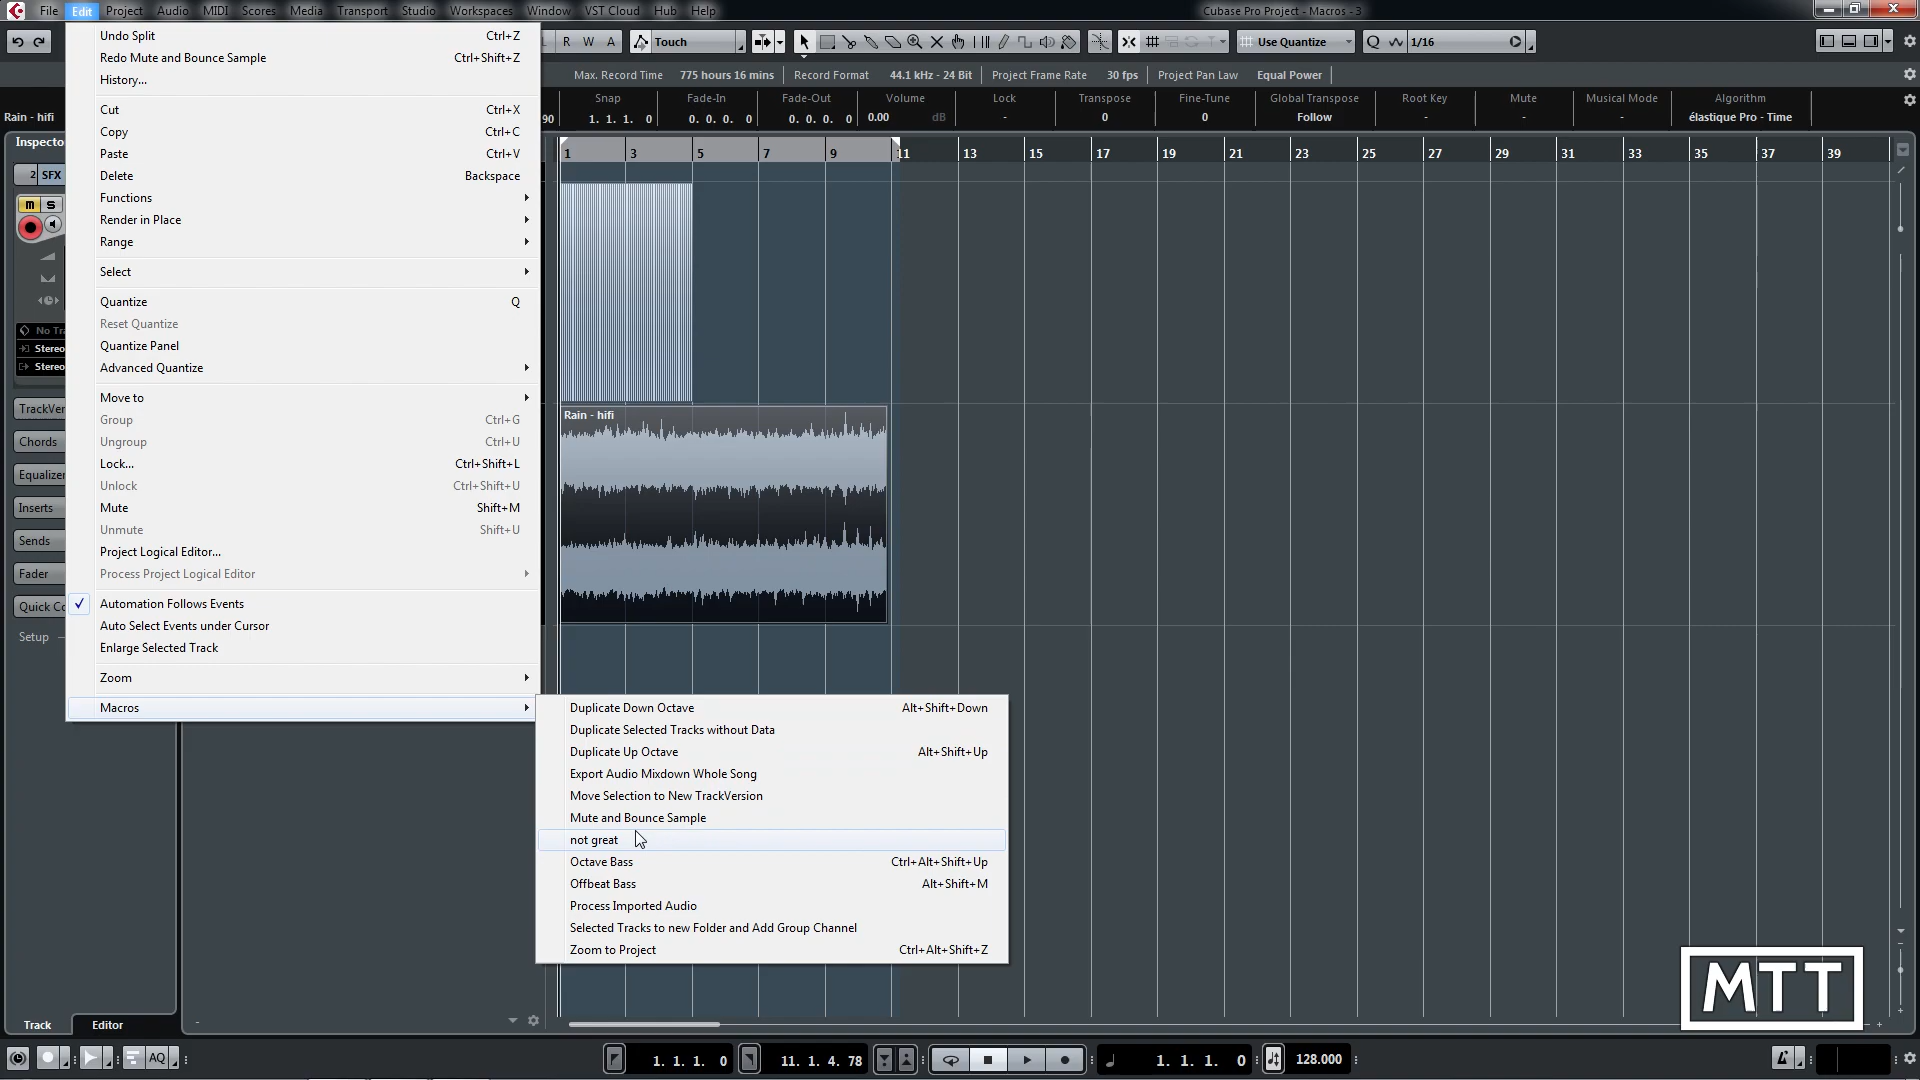 File Edit Project Audio MIDI Scores Media Transport Studio Workspaces Window VST Cloud Hub Help
Cubase Pro Project - Macros - 3
R W A Touch Use Quantize 1/16
Max. Record Time 775 hours 16 mins Record Format 44.1 kHz - 24 Bit Project Frame Rate 30 fps Project Pan Law Equal Power
Snap Fade-In Fade-Out Volume Lock Transpose Fine-Tune Global Transpose Root Key Mute Musical Mode Algorithm
Rain - hifi 90 1. 1. 1. 0 0. 0. 0. 0 0. 0. 0. 0 0.00 dB - 0 0 Follow - - - élastique Pro - Time
Undo Split Ctrl+Z
Redo Mute and Bounce Sample Ctrl+Shift+Z
History...
Cut Ctrl+X
Copy Ctrl+C
Paste Ctrl+V
Delete Backspace
Functions
Render in Place
Range
Select
Quantize Q
Reset Quantize
Quantize Panel
Advanced Quantize
Move to
Group Ctrl+G
Ungroup Ctrl+U
Lock... Ctrl+Shift+L
Unlock Ctrl+Shift+U
Mute Shift+M
Unmute Shift+U
Project Logical Editor...
Process Project Logical Editor
Automation Follows Events
Auto Select Events under Cursor
Enlarge Selected Track
Zoom
Macros
Inspecto
2 SFX
m S
No Tra
Stereo
Stereo
TrackVer
Chords
Equalizer
Inserts
Sends
Fader
Quick Co
Setup
1 3 5 7 9 11 13 15 17 19 21 23 25 27 29 31 33 35 37 39
Rain - hifi
Duplicate Down Octave Alt+Shift+Down
Duplicate Selected Tracks without Data
Duplicate Up Octave Alt+Shift+Up
Export Audio Mixdown Whole Song
Move Selection to New TrackVersion
Mute and Bounce Sample
not great
Octave Bass Ctrl+Alt+Shift+Up
Offbeat Bass Alt+Shift+M
Process Imported Audio
Selected Tracks to new Folder and Add Group Channel
Zoom to Project Ctrl+Alt+Shift+Z
MTT
Track Editor
AQ 1. 1. 1. 0 11. 1. 4. 78 1. 1. 1. 0 128.000